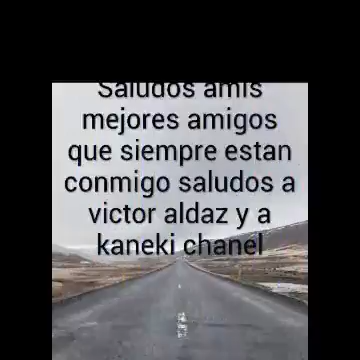 Saludos amis
mejores amigos
que siempre estan
conmigo saludos a
victor aldaz y a
kaneki chanel